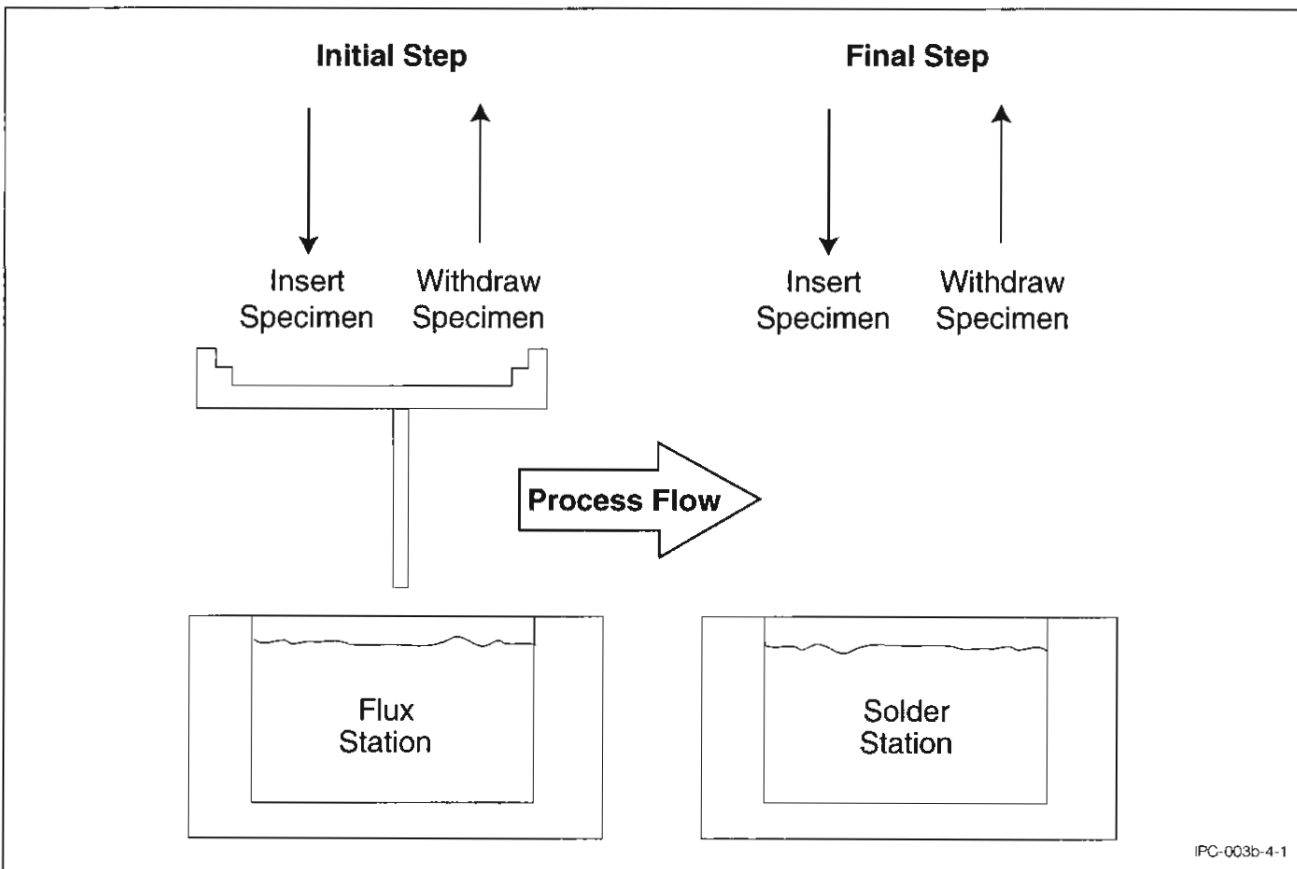 Initial Step
Final Step
Insert
Specimen
Withdraw
Specimen
Insert
Specimen
Withdraw
Specimen
Process Flow
Flux
Station
Solder
Station
IPC-003b-4-1